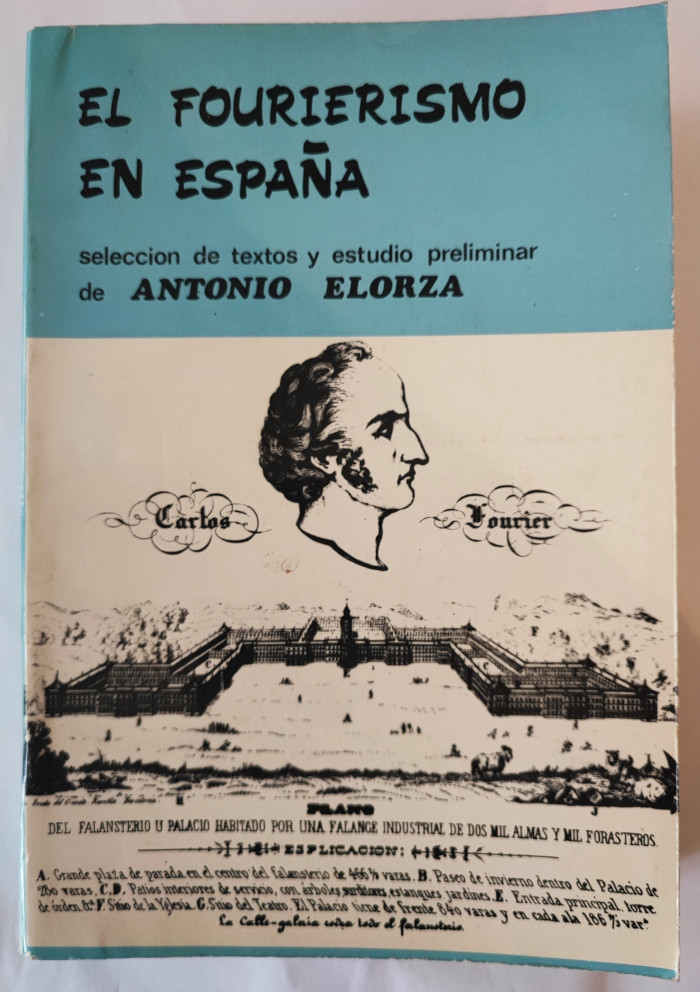 EL FOURIERISMO
EN ESPAÑA
seleccion de textos y estudio preliminar
de ANTONIO ELORZA
Carlos Fourier
PLANO
DEL FALANSTERIO U PALACIO HABITADO POR UNA FALANGE INDUSTRIAL DE DOS MIL ALMAS Y MIL FORASTEROS.
ESPLICACION:
A. Grande plaza de parada en el centro del falansterio de 466⅔ varas. B. Paseo de invierno dentro del Palacio de
260 varas. C.D. Patios interiores de servicio, con árboles, surtidores, estanques, jardines. E. Entrada principal, torre
de órden. &ª F. Sitio de la Yglesia. G. Sitio del Teatro. El Palacio tiene de frente 840 varas y en cada ala 186⅔ varˢ
La Calle-galeria rodea todo el falansterio.